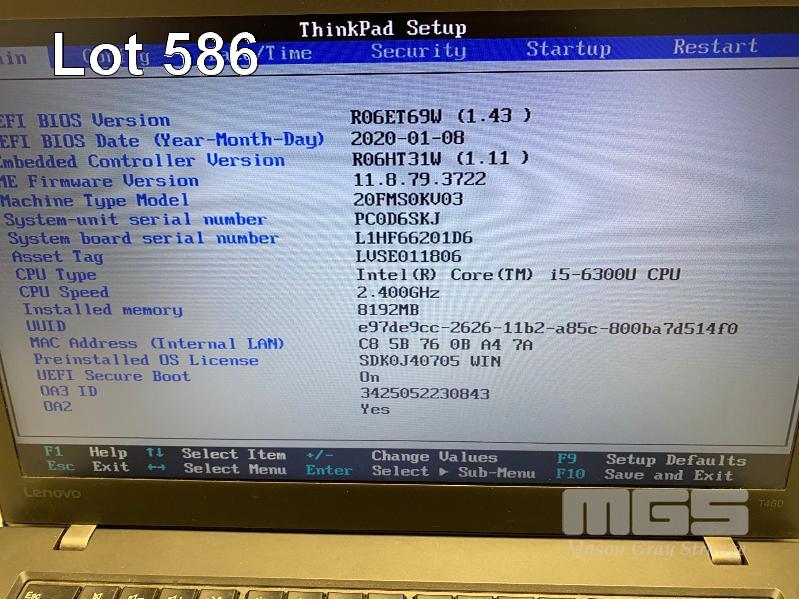 ThinkPad Setup
Lot 586
Security Startup Restart
UEFI BIOS Version R06ET69W (1.43 )
UEFI BIOS Date (Year-Month-Day) 2020-01-08
Embedded Controller Version R06HT31W (1.11 )
ME Firmware Version 11.8.79.3722
Machine Type Model 20FMS0KV03
System-unit serial number PC0D6SKJ
System board serial number L1HF66201D6
Asset Tag LVSE011806
CPU Type Intel(R) Core(TM) i5-6300U CPU
CPU Speed 2.400GHz
Installed memory 8192MB
UUID e97de9cc-2626-11b2-a85c-800ba7d514f0
MAC Address (Internal LAN) C8 5B 76 0B A4 7A
Preinstalled OS License SDK0J40705 WIN
UEFI Secure Boot On
OA3 ID 3425052230843
OA2 Yes
F1 Help ↑↓ Select Item +/- Change Values F9 Setup Defaults
Esc Exit ↔ Select Menu Enter Select ▶ Sub-Menu F10 Save and Exit
Lenovo
T460
MGS
Mason Gray Strange
Esc